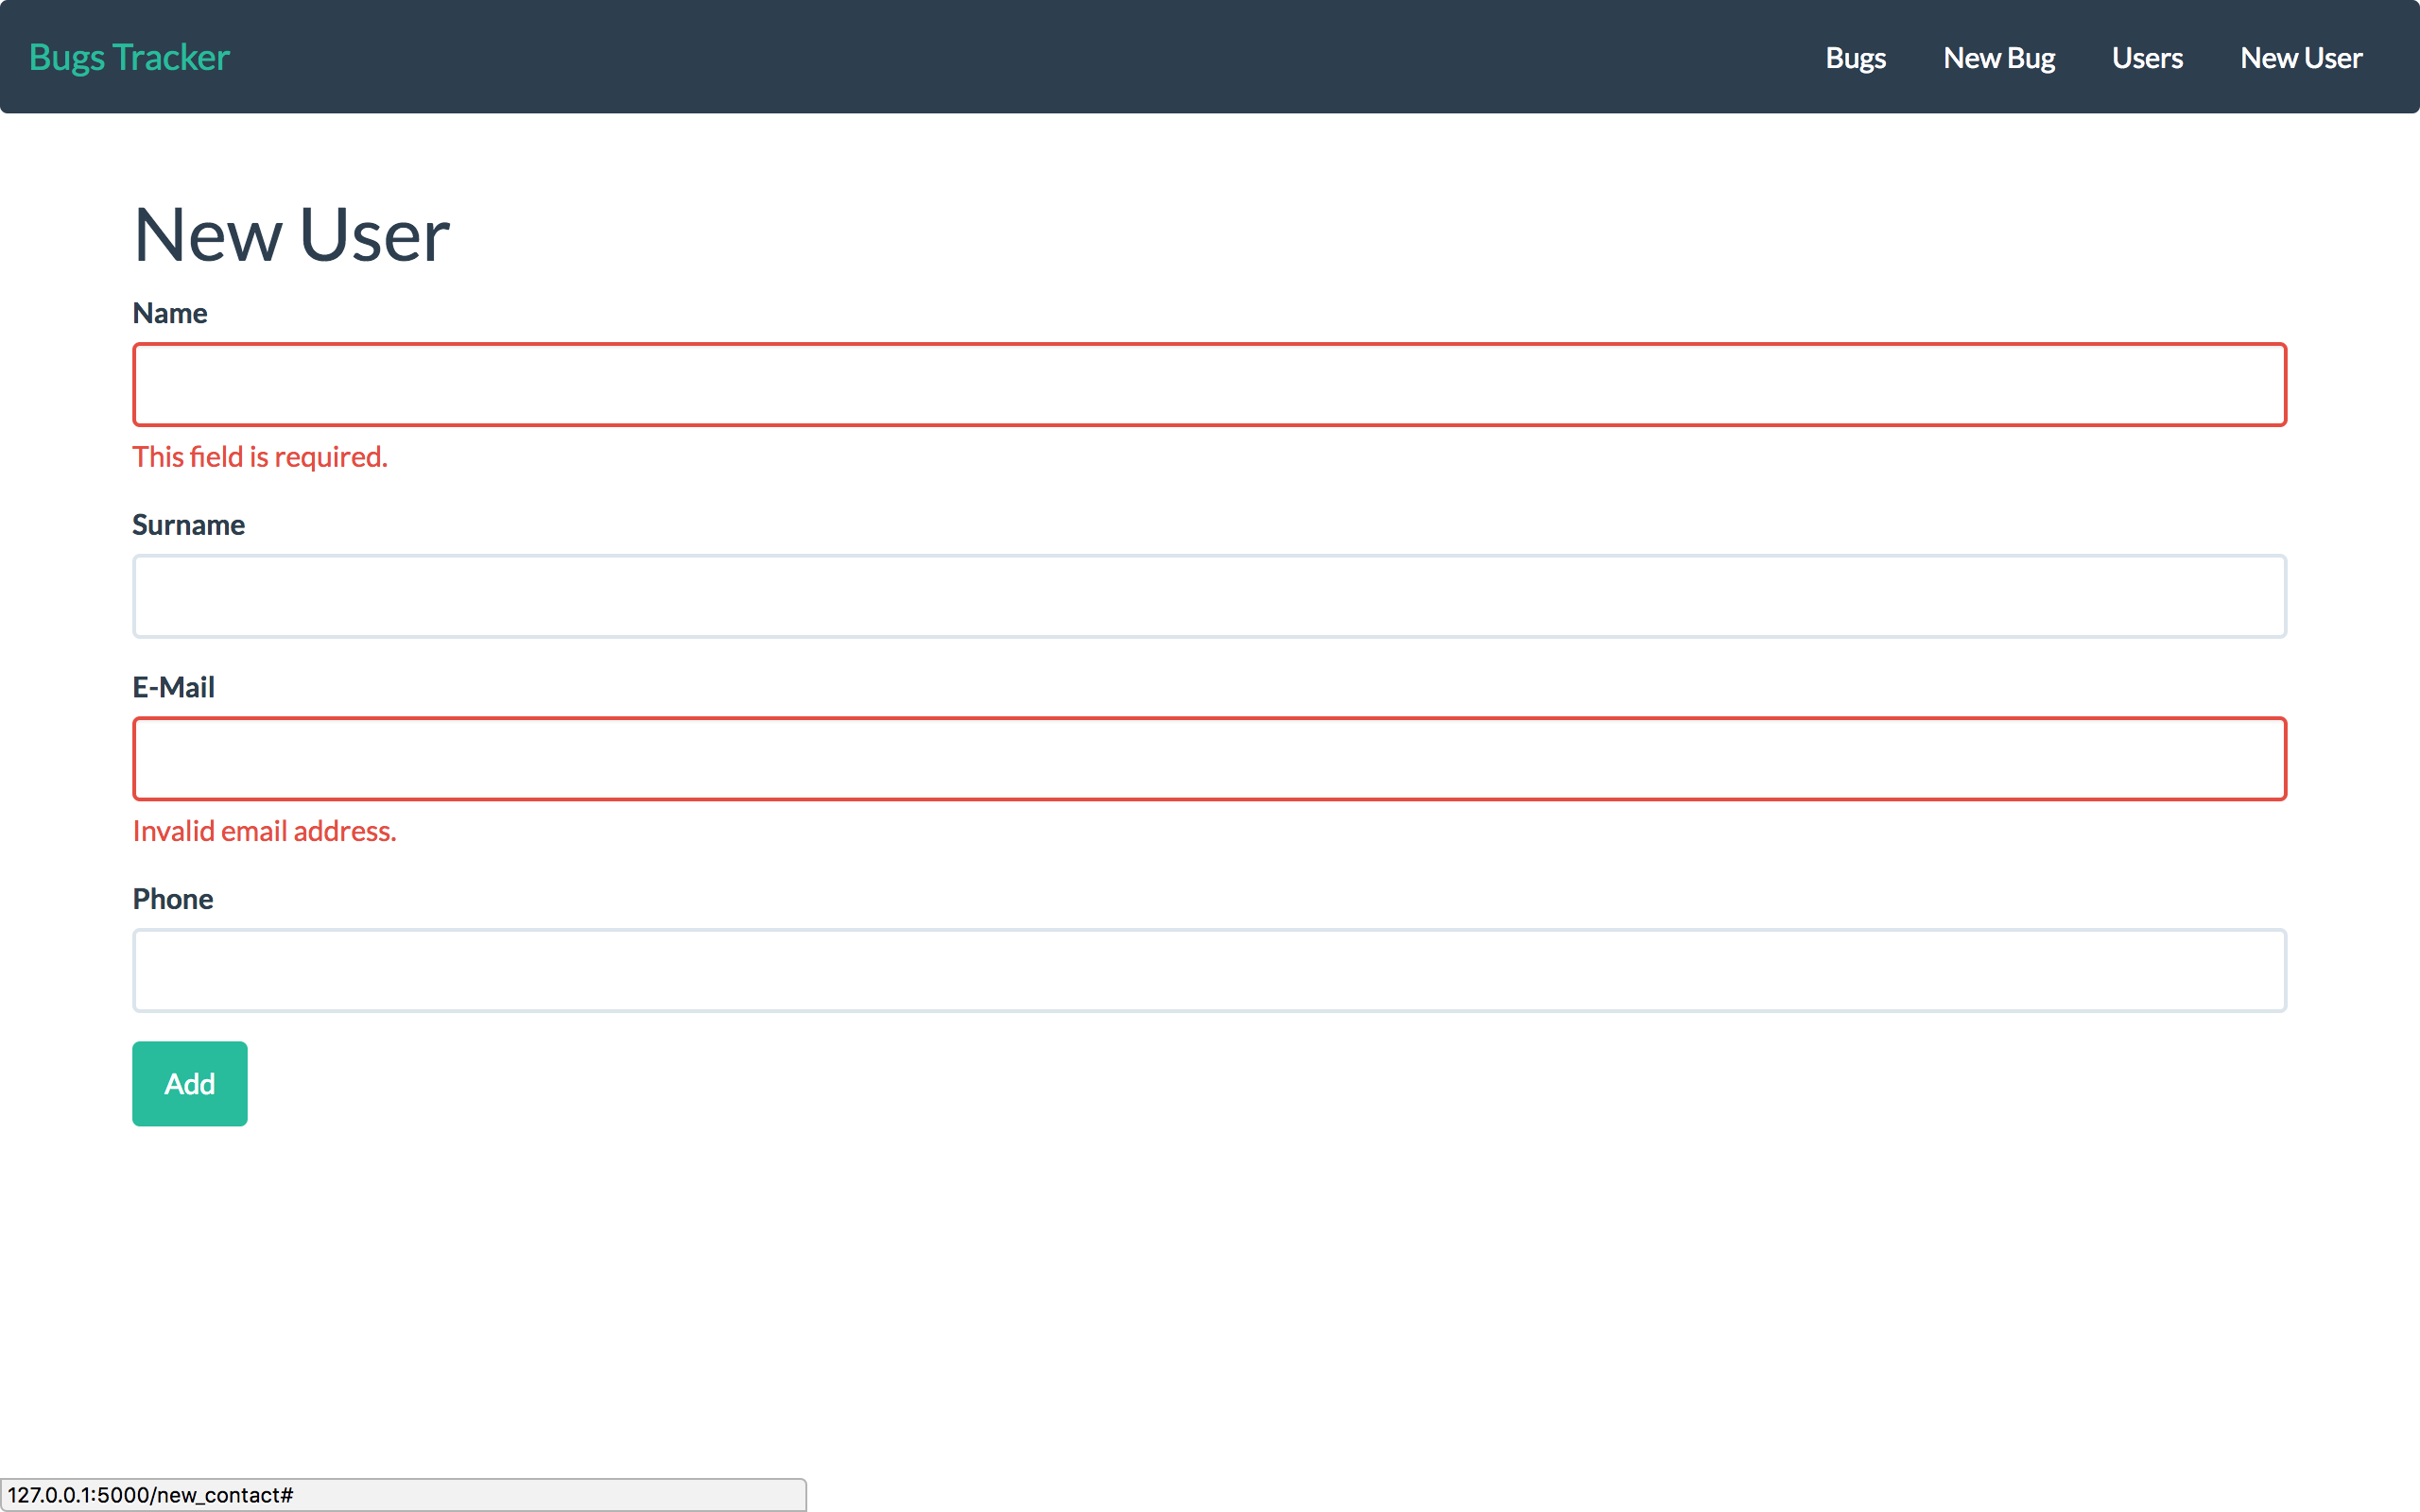 Bugs Tracker Bugs New Bug Users New User
New User
Name
This field is required.
Surname
E-Mail
Invalid email address.
Phone
Add
127.0.0.1:5000/new_contact#